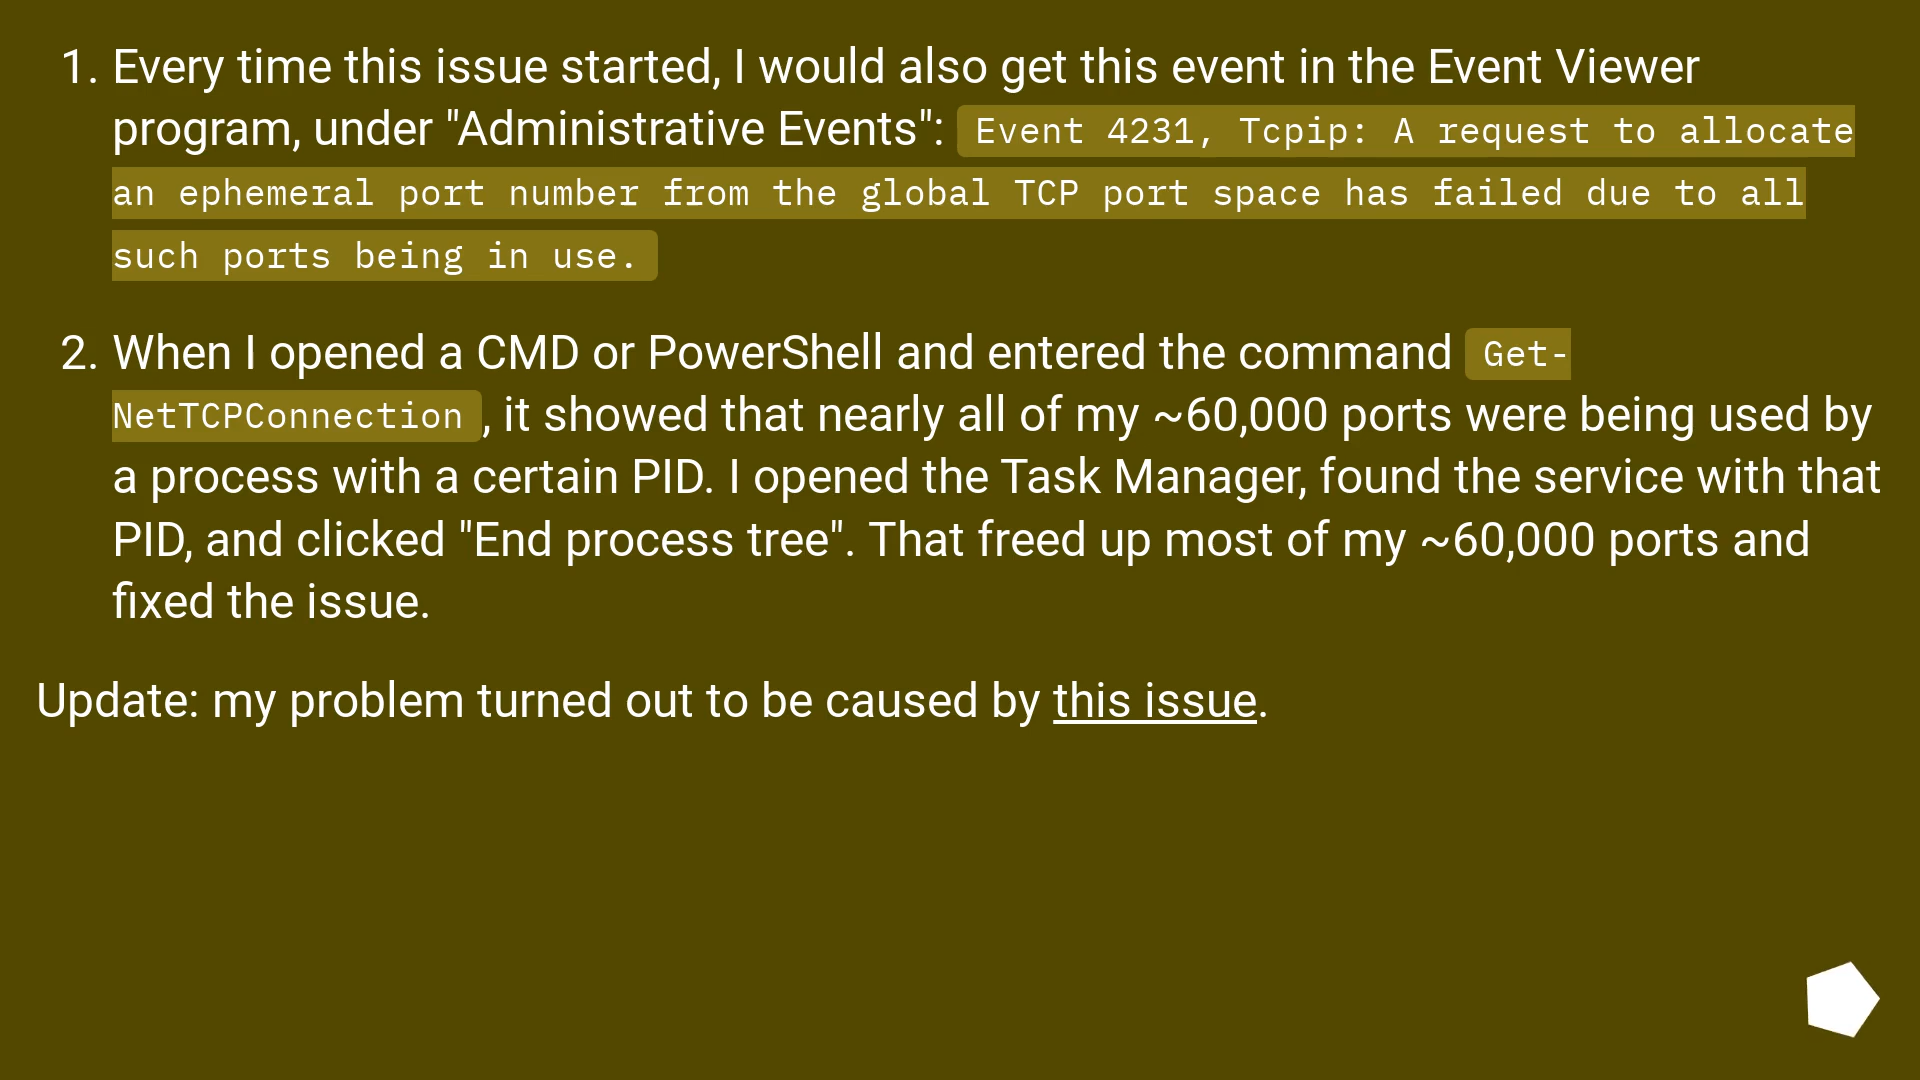 1. Every time this issue started, I would also get this event in the Event Viewer
program, under "Administrative Events": Event 4231, Tcpip: A request to allocate
an ephemeral port number from the global TCP port space has failed due to all
such ports being in use.
2. When I opened a CMD or PowerShell and entered the command Get-
NetTCPConnection, it showed that nearly all of my ~60,000 ports were being used by
a process with a certain PID. I opened the Task Manager, found the service with that
PID, and clicked "End process tree". That freed up most of my ~60,000 ports and
fixed the issue.
Update: my problem turned out to be caused by this issue.